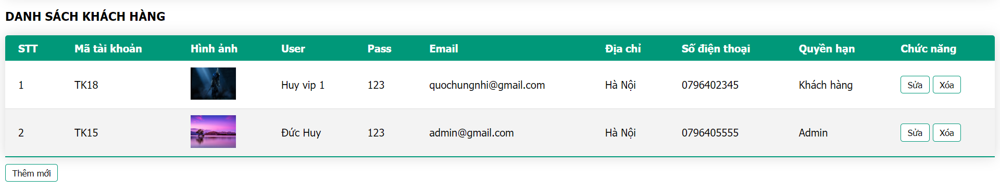 DANH SÁCH KHÁCH HÀNG
STT Mã tài khoản Hình ảnh User Pass Email Địa chỉ Số điện thoại Quyền hạn Chức năng
1 TK18 Huy vip 1 123 quochungnhi@gmail.com Hà Nội 0796402345 Khách hàng Sửa Xóa
2 TK15 Đức Huy 123 admin@gmail.com Hà Nội 0796405555 Admin Sửa Xóa
Thêm mới